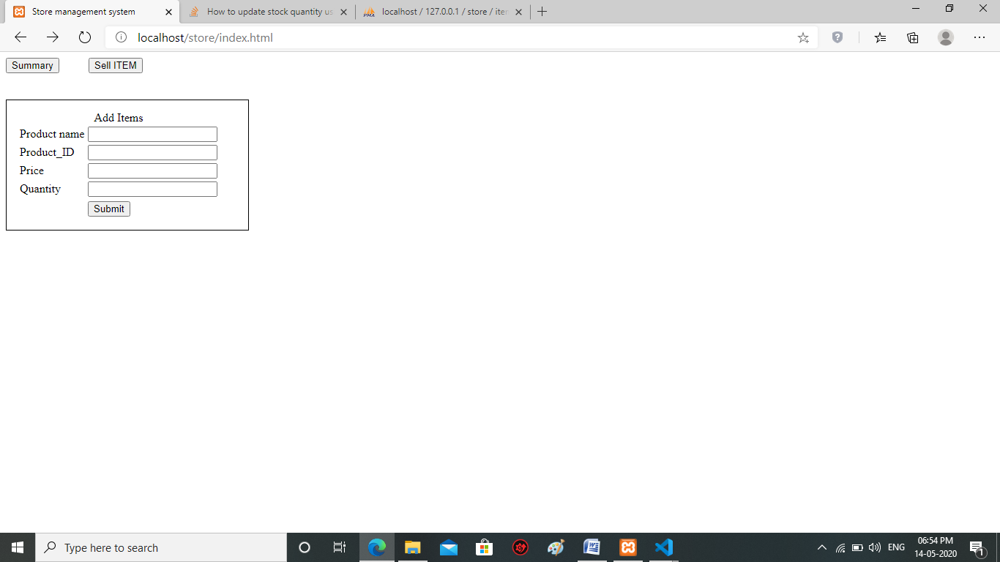 Store management system
How to update stock quantity us
localhost / 127.0.0.1 / store / iten
localhost/store/index.html
Summary
Sell ITEM
Add Items
Product name
Product_ID
Price
Quantity
Submit
Type here to search
ENG
06:54 PM
14-05-2020
1